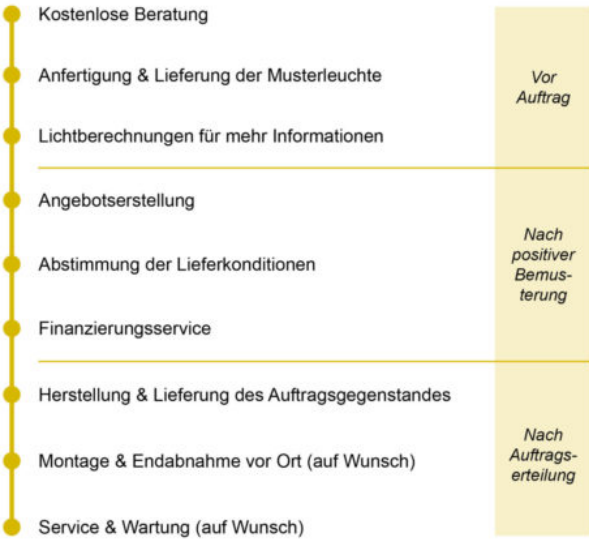 Kostenlose Beratung
Anfertigung & Lieferung der Musterleuchte
Lichtberechnungen für mehr Informationen
Vor
Auftrag
Angebotserstellung
Abstimmung der Lieferkonditionen
Finanzierungsservice
Nach
positiver
Bemus-
terung
Herstellung & Lieferung des Auftragsgegenstandes
Montage & Endabnahme vor Ort (auf Wunsch)
Service & Wartung (auf Wunsch)
Nach
Auftrags-
erteilung